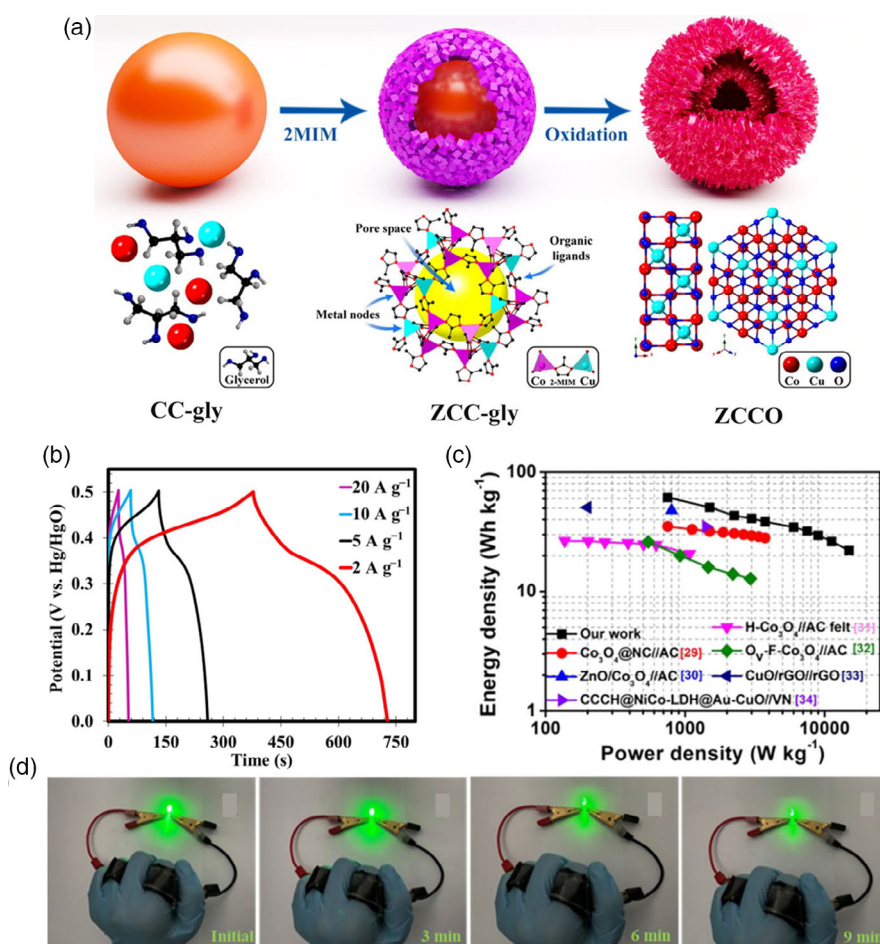 (a)
2MIM
Oxidation
Pore space
Organic
ligands
Metal nodes
Glycerol
Co 2-MIM Cu
Co Cu O
CC-gly
ZCC-gly
ZCCO
(b)
0.5
0.4
0.3
0.2
0.1
0.0
Potential (V vs. Hg/HgO)
20 A g⁻¹
10 A g⁻¹
5 A g⁻¹
2 A g⁻¹
0 150 300 450 600 750
Time (s)
(c)
100
10
1
Energy density (Wh kg⁻¹)
Our work
Co₃O₄@NC//AC [29]
ZnO/Co₃O₄//AC [30]
H-Co₃O₄//AC felt [31]
O_V-F-Co₃O₄//AC [32]
CuO/rGO//rGO [33]
CCCH@NiCo-LDH@Au-CuO//VN [34]
100 1000 10000
Power density (W kg⁻¹)
(d)
Initial
3 min
6 min
9 min